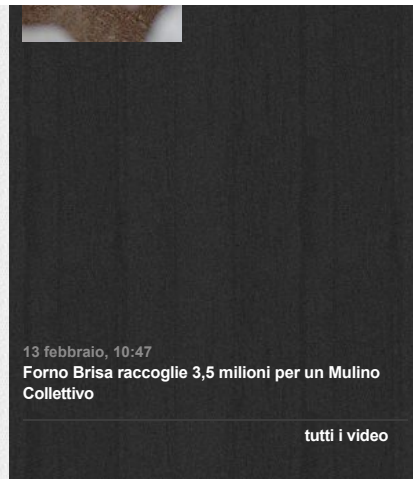 13 febbraio, 10:47
Forno Brisa raccoglie 3,5 milioni per un Mulino
Collettivo
tutti i video